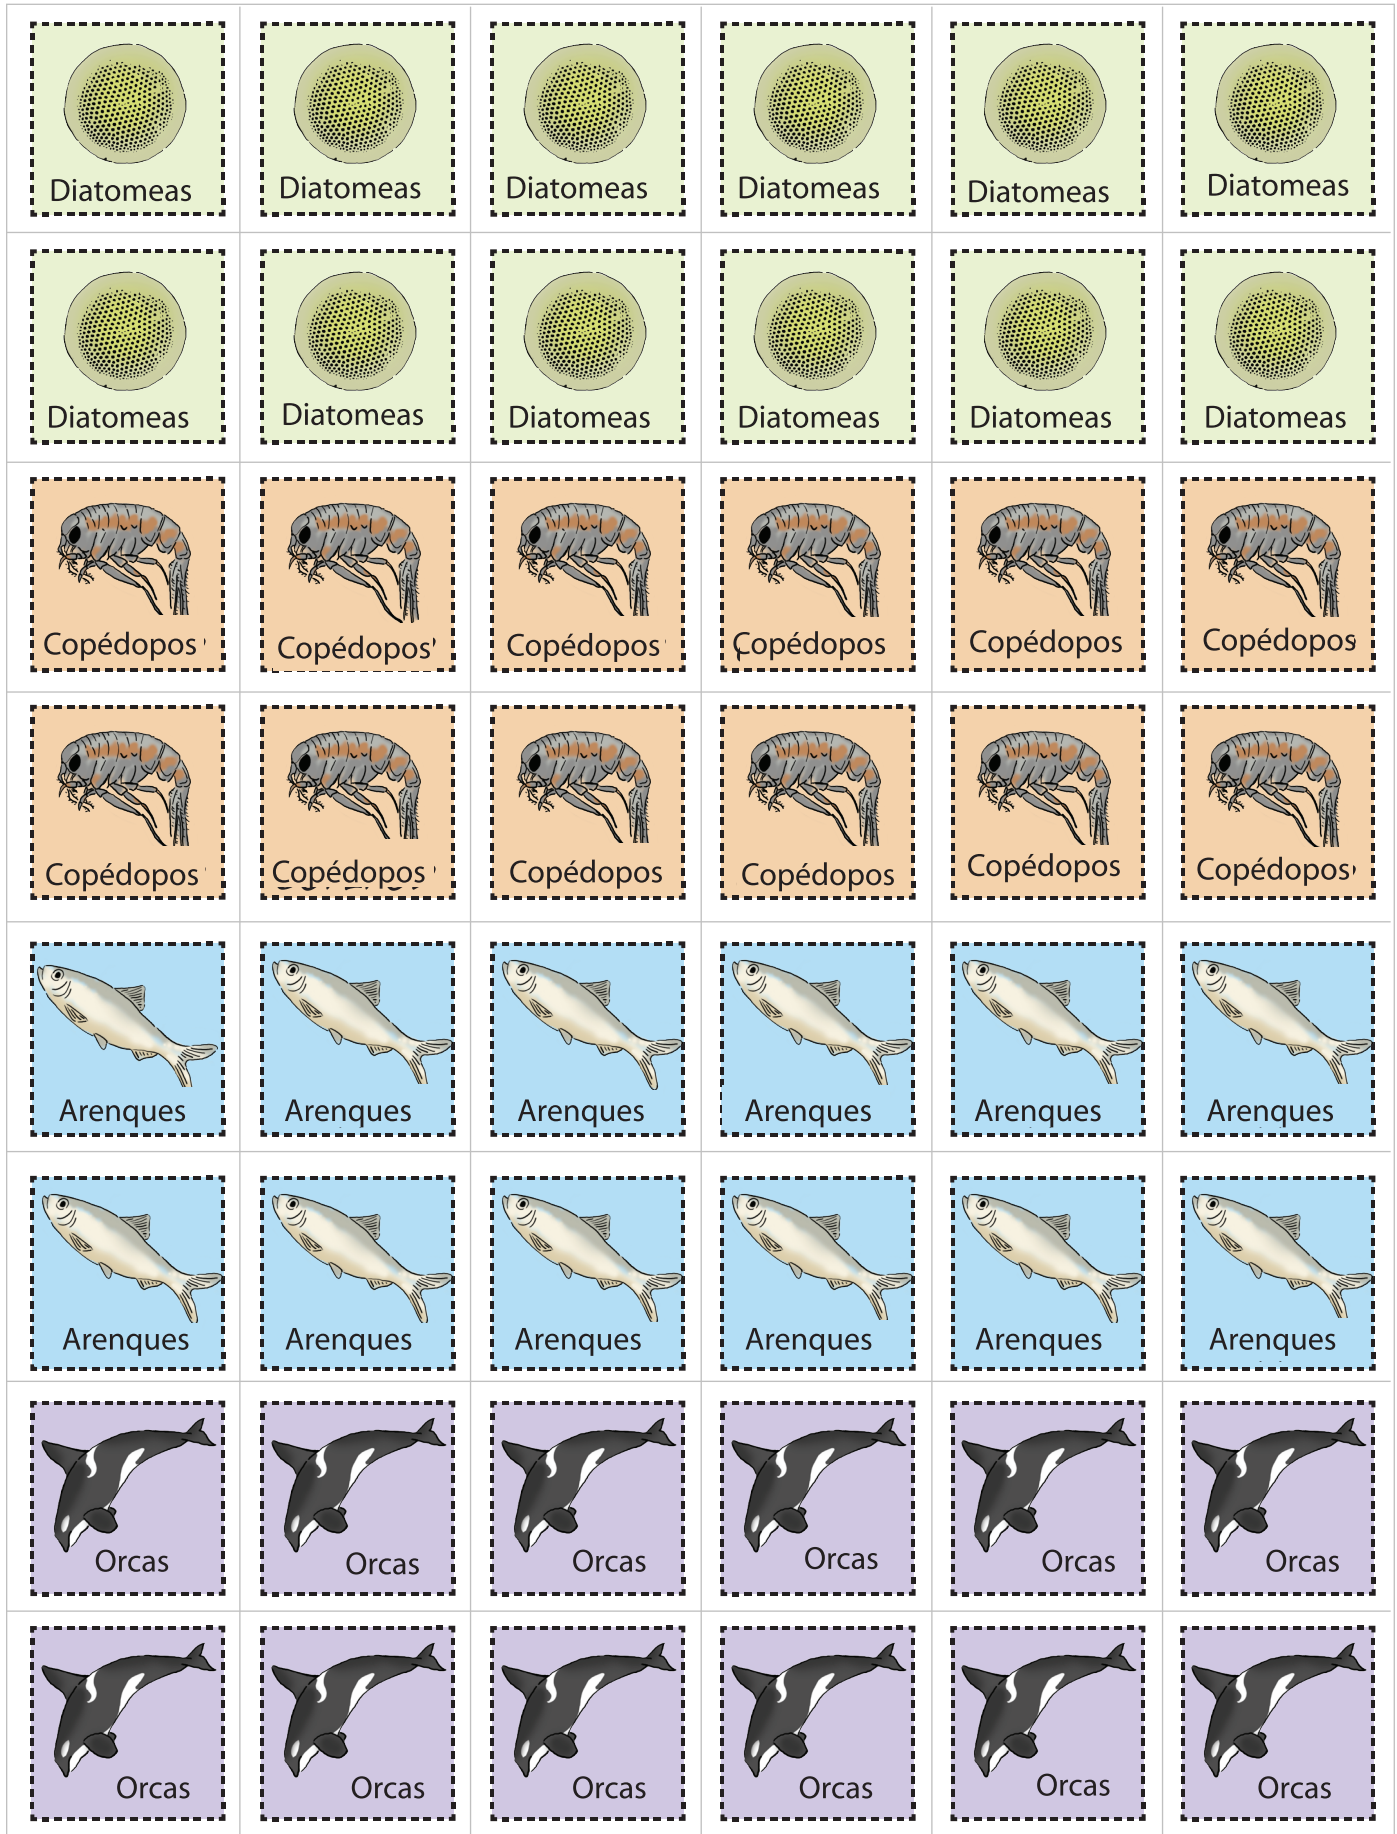 Diatomeas Diatomeas Diatomeas Diatomeas Diatomeas Diatomeas
Diatomeas Diatomeas Diatomeas Diatomeas Diatomeas Diatomeas
Copédopos Copédopos Copédopos Copédopos Copédopos Copédopos
Copédopos Copédopos Copédopos Copédopos Copédopos Copédopos
Arenques Arenques Arenques Arenques Arenques Arenques
Arenques Arenques Arenques Arenques Arenques Arenques
Orcas Orcas Orcas Orcas Orcas Orcas
Orcas Orcas Orcas Orcas Orcas Orcas